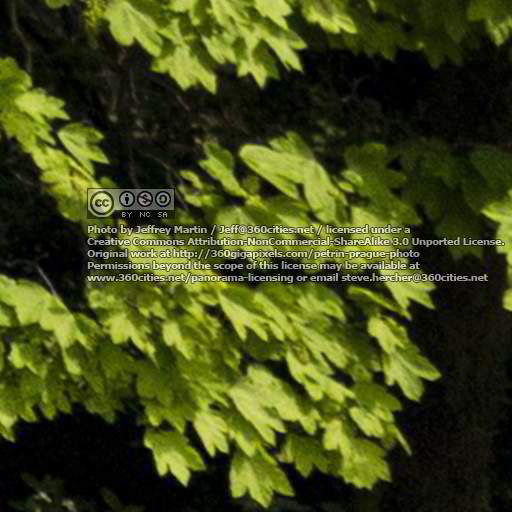 cc BY NC SA
Photo by Jeffrey Martin / Jeff@360cities.net / licensed under a
Creative Commons Attribution-NonCommercial-ShareAlike 3.0 Unported License.
Original work at http://360gigapixels.com/petrin-prague-photo
Permissions beyond the scope of this license may be available at
www.360cities.net/panorama-licensing or email steve.hercher@360cities.net